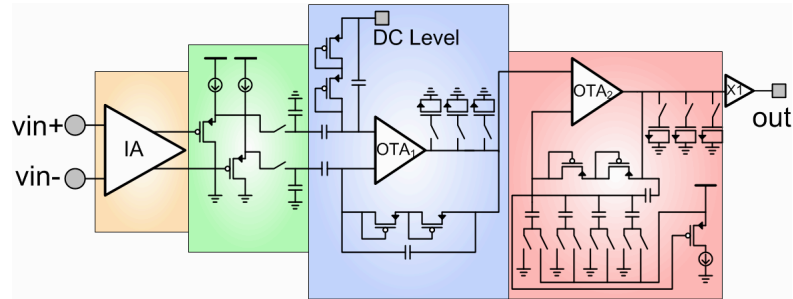 DC Level
vin+
vin-
IA
OTA1
OTA2
X1
out